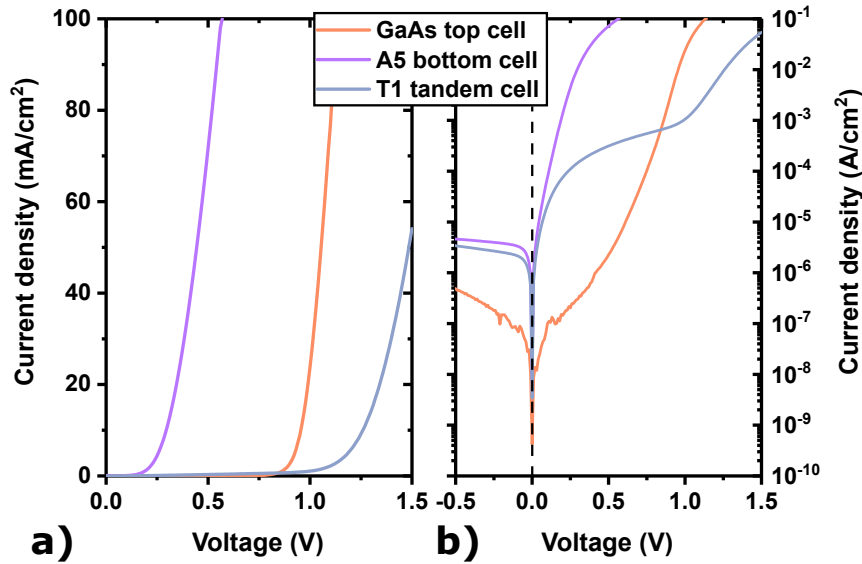 GaAs top cell
A5 bottom cell
T1 tandem cell
Current density (mA/cm²)
100
80
60
40
20
0
0.0 0.5 1.0 1.5
Voltage (V)
a)
10⁻¹
10⁻²
10⁻³
10⁻⁴
10⁻⁵
10⁻⁶
10⁻⁷
10⁻⁸
10⁻⁹
10⁻¹⁰
Current density (A/cm²)
-0.5 0.0 0.5 1.0 1.5
Voltage (V)
b)